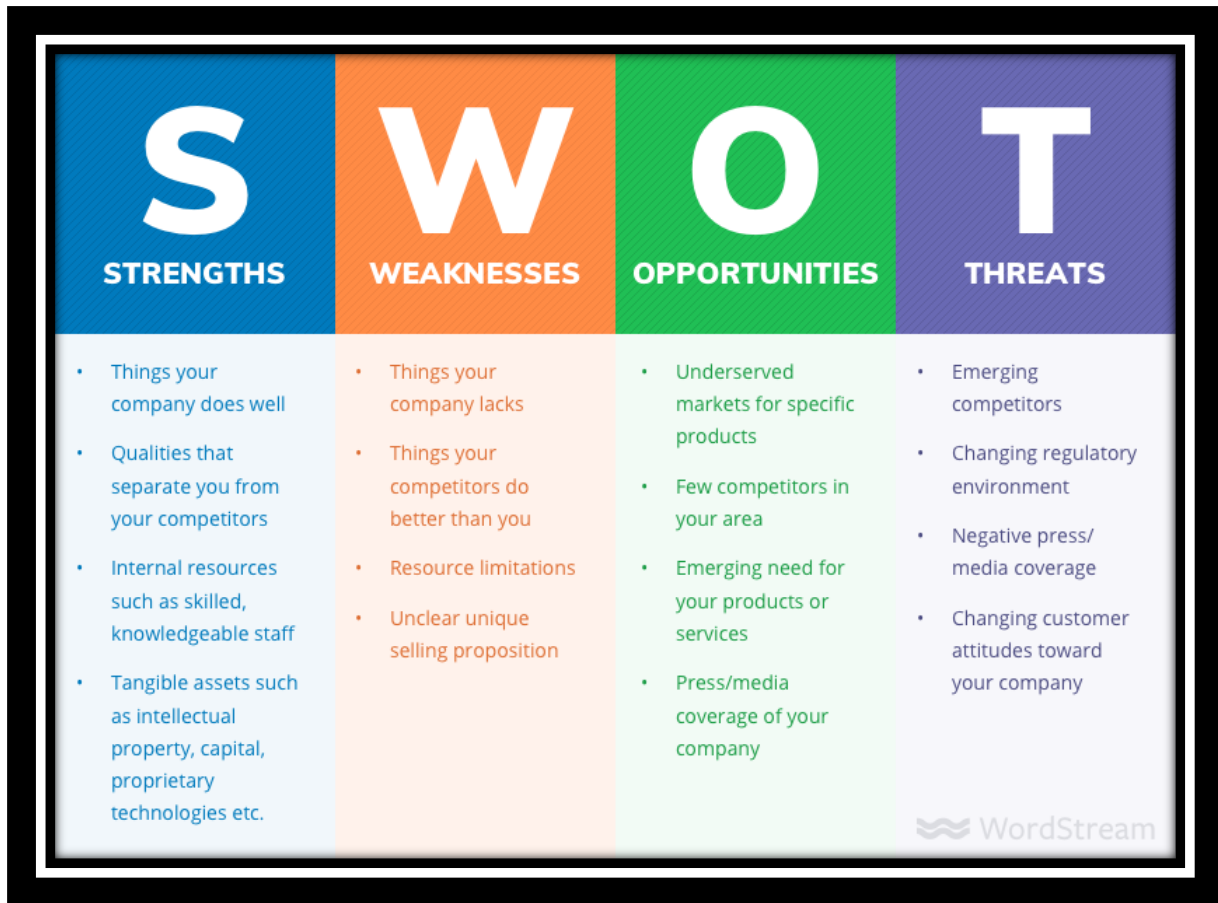 S
STRENGTHS
• Things your
company does well
• Qualities that
separate you from
your competitors
• Internal resources
such as skilled,
knowledgeable staff
• Tangible assets such
as intellectual
property, capital,
proprietary
technologies etc.
W
WEAKNESSES
• Things your
company lacks
• Things your
competitors do
better than you
• Resource limitations
• Unclear unique
selling proposition
O
OPPORTUNITIES
• Underserved
markets for specific
products
• Few competitors in
your area
• Emerging need for
your products or
services
• Press/media
coverage of your
company
T
THREATS
• Emerging
competitors
• Changing regulatory
environment
• Negative press/
media coverage
• Changing customer
attitudes toward
your company
WordStream